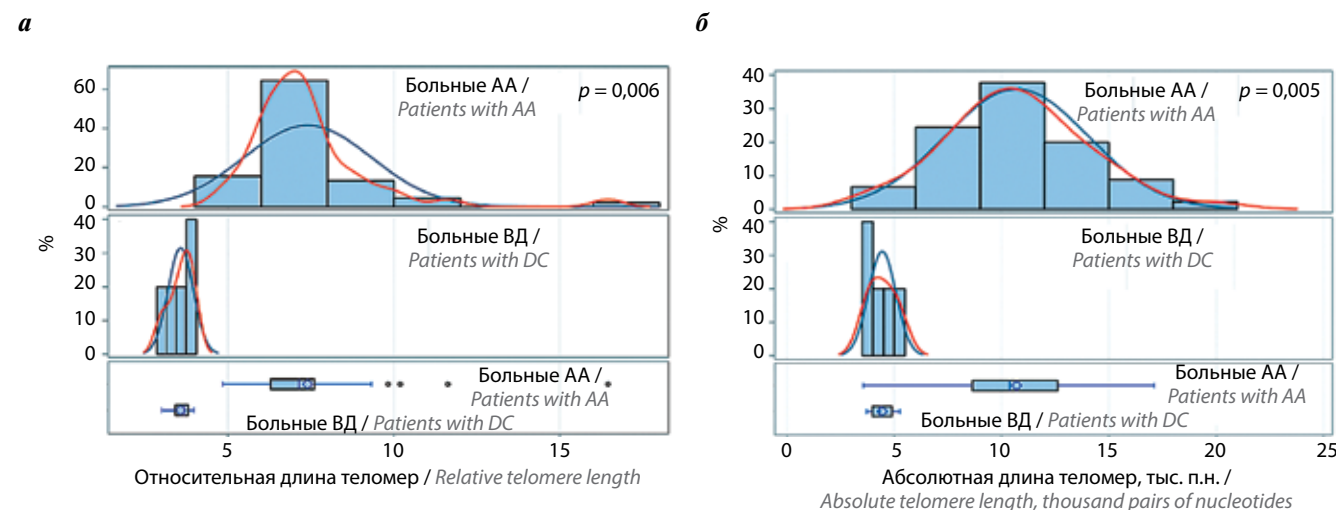 а
60
40
20
0
Больные АА /
Patients with AA
p = 0,006
%
40
30
20
10
0
Больные ВД /
Patients with DC
Больные АА /
Patients with AA
Больные ВД / Patients with DC
5
10
15
Относительная длина теломер / Relative telomere length
б
40
30
20
10
0
Больные АА /
Patients with AA
p = 0,005
%
40
30
20
10
0
Больные ВД /
Patients with DC
Больные АА /
Patients with AA
Больные ВД / Patients with DC
0
5
10
15
20
25
Абсолютная длина теломер, тыс. п.н. /
Absolute telomere length, thousand pairs of nucleotides